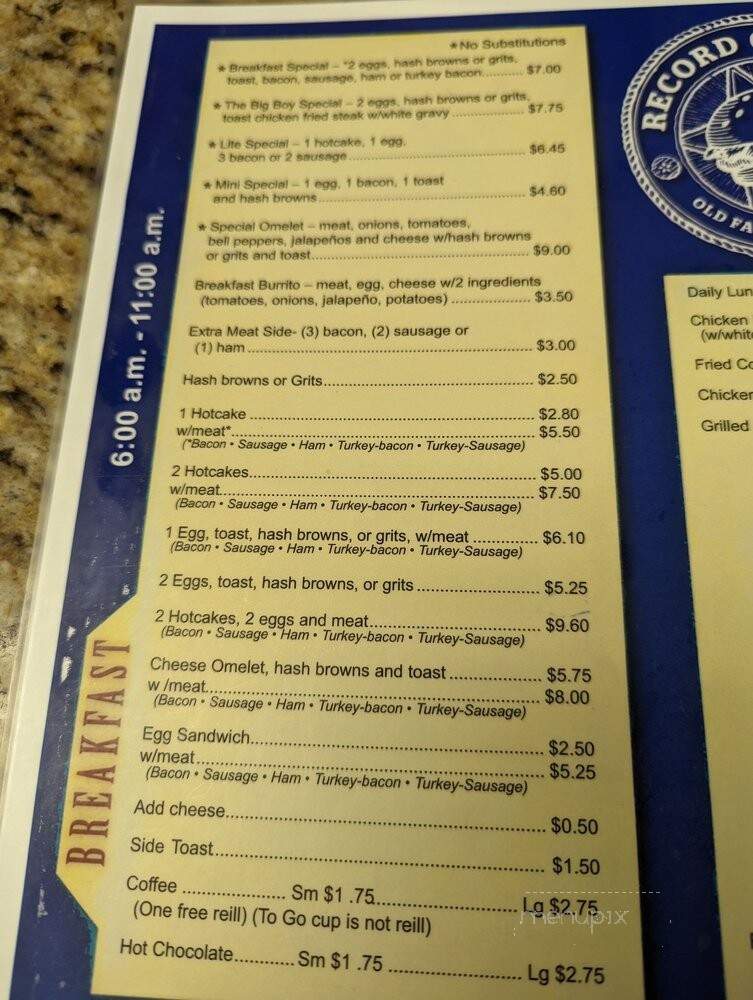 *No Substitutions
* Breakfast Special – *2 eggs, hash browns or grits,
toast, bacon, sausage, ham or turkey bacon.......... $7.00
* The Big Boy Special – 2 eggs, hash browns or grits,
toast chicken fried steak w/white gravy .................. $7.75
* Lite Special – 1 hotcake, 1 egg.
3 bacon or 2 sausage.............................................. $6.45
* Mini Special – 1 egg, 1 bacon, 1 toast
and hash browns..................................................... $4.60
* Special Omelet – meat, onions, tomatoes,
bell peppers, jalapeños and cheese w/hash browns
or grits and toast....................................................... $9.00
Breakfast Burrito – meat, egg, cheese w/2 ingredients
(tomatoes, onions, jalapeño, potatoes) ................... $3.50
Extra Meat Side- (3) bacon, (2) sausage or
(1) ham .................................................................... $3.00
Hash browns or Grits.................................................. $2.50
1 Hotcake .................................................................. $2.80
w/meat*...................................................................... $5.50
(*Bacon • Sausage • Ham • Turkey-bacon • Turkey-Sausage)
2 Hotcakes................................................................. $5.00
w/meat........................................................................ $7.50
(Bacon • Sausage • Ham • Turkey-bacon • Turkey-Sausage)
1 Egg, toast, hash browns, or grits, w/meat ............. $6.10
(Bacon • Sausage • Ham • Turkey-bacon • Turkey-Sausage)
2 Eggs, toast, hash browns, or grits ......................... $5.25
2 Hotcakes, 2 eggs and meat................................... $9.60
(Bacon • Sausage • Ham • Turkey-bacon • Turkey-Sausage)
Cheese Omelet, hash browns and toast ................... $5.75
w /meat...................................................................... $8.00
(Bacon • Sausage • Ham • Turkey-bacon • Turkey-Sausage)
Egg Sandwich............................................................ $2.50
w/meat....................................................................... $5.25
(Bacon • Sausage • Ham • Turkey-bacon • Turkey-Sausage)
Add cheese................................................................ $0.50
Side Toast.................................................................. $1.50
Coffee .................... Sm $1 .75............................ Lg $2.75
(One free reill) (To Go cup is not reill)
Hot Chocolate............ Sm $1 .75 ......................... Lg $2.75
6:00 a.m. - 11:00 a.m.
BREAKFAST
RECORD
OLD FA
Daily Lun
Chicken
(w/white
Fried Co
Chicken
Grilled
menupix